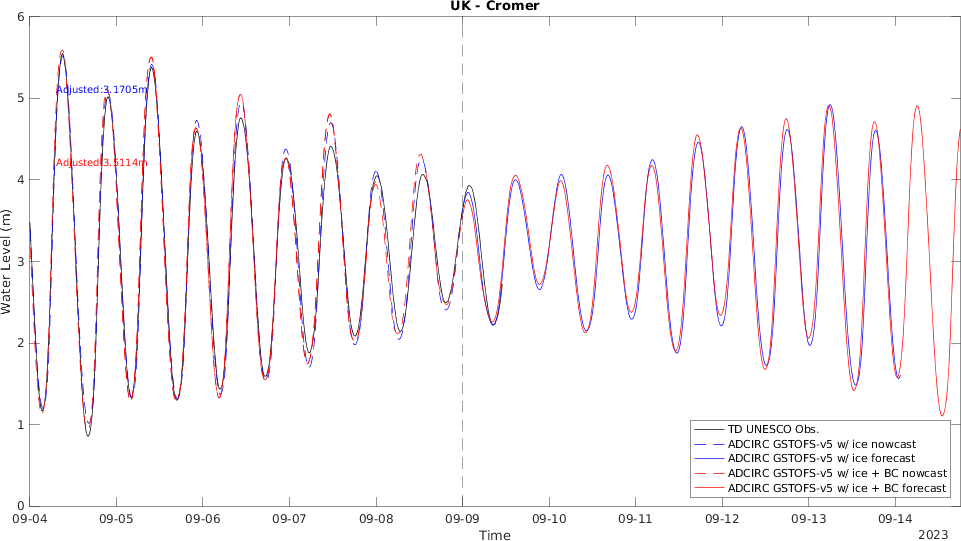 UK - Cromer
6
5
4
3
2
1
0
Water Level (m)
Adjusted:3.1705m
Adjusted:3.5114m
TD UNESCO Obs.
ADCIRC GSTOFS-v5 w/ ice nowcast
ADCIRC GSTOFS-v5 w/ ice forecast
ADCIRC GSTOFS-v5 w/ ice + BC nowcast
ADCIRC GSTOFS-v5 w/ ice + BC forecast
09-04 09-05 09-06 09-07 09-08 09-09 09-10 09-11 09-12 09-13 09-14
Time
2023